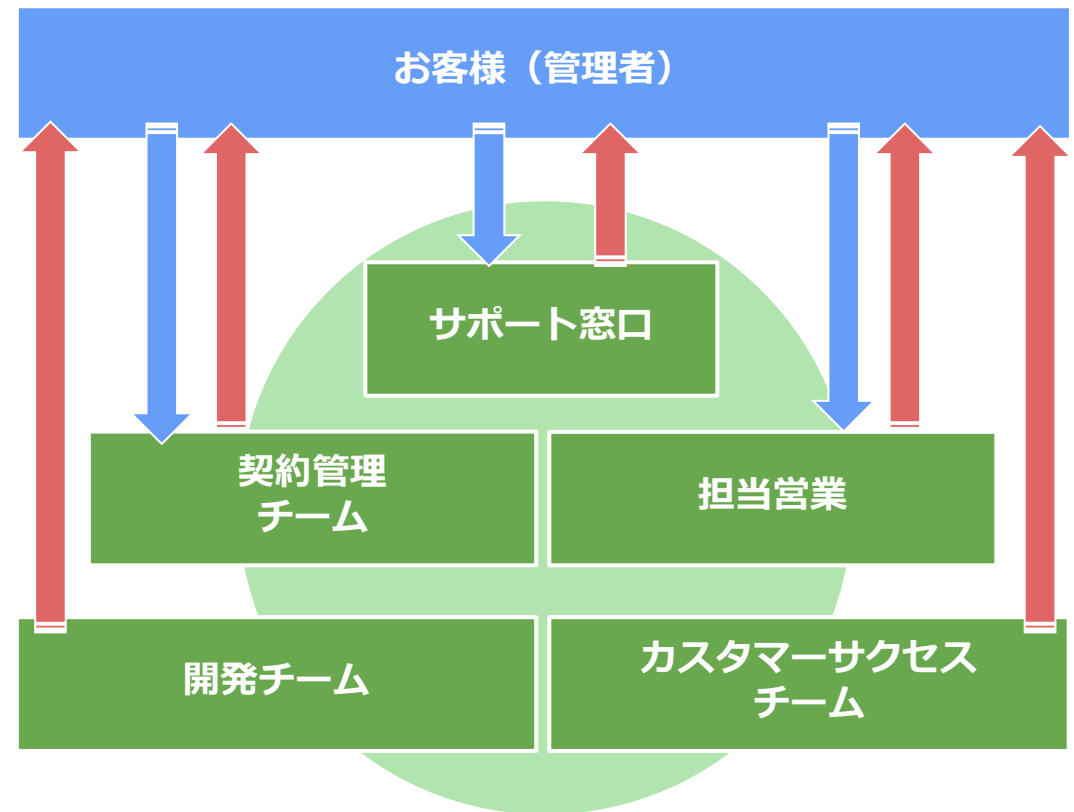 お客様（管理者）
サポート窓口
契約管理
チーム
担当営業
開発チーム
カスタマーサクセス
チーム